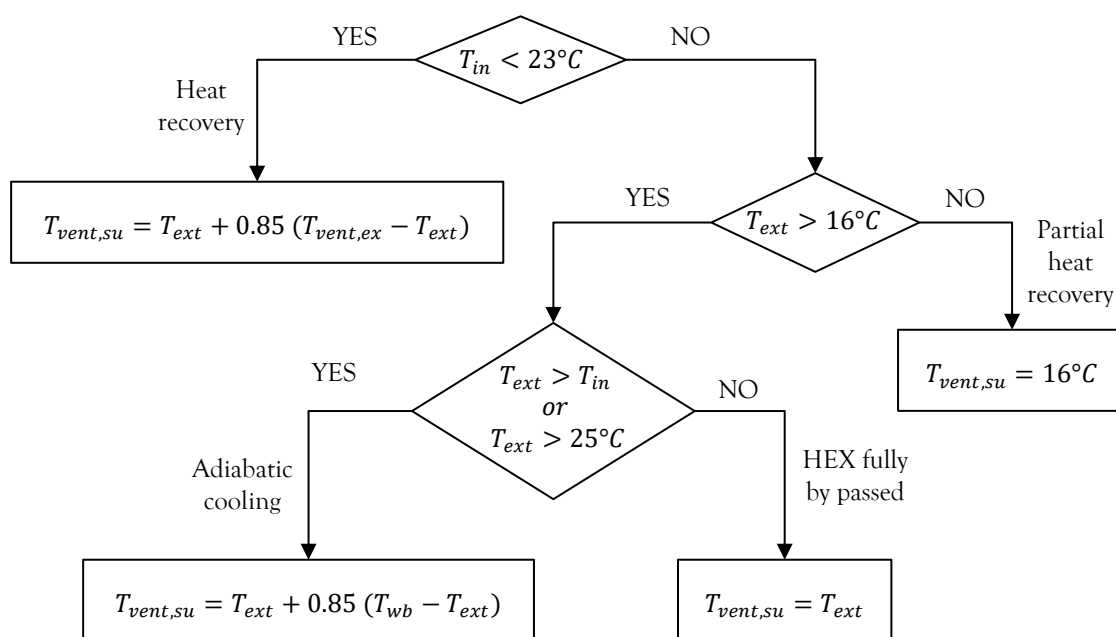 YES
T_in < 23°C
NO
Heat
recovery
T_vent,su = T_ext + 0.85 (T_vent,ex − T_ext)
YES
T_ext > 16°C
NO
Partial
heat
recovery
T_vent,su = 16°C
YES
T_ext > T_in
or
T_ext > 25°C
NO
Adiabatic
cooling
HEX fully
by passed
T_vent,su = T_ext + 0.85 (T_wb − T_ext)
T_vent,su = T_ext